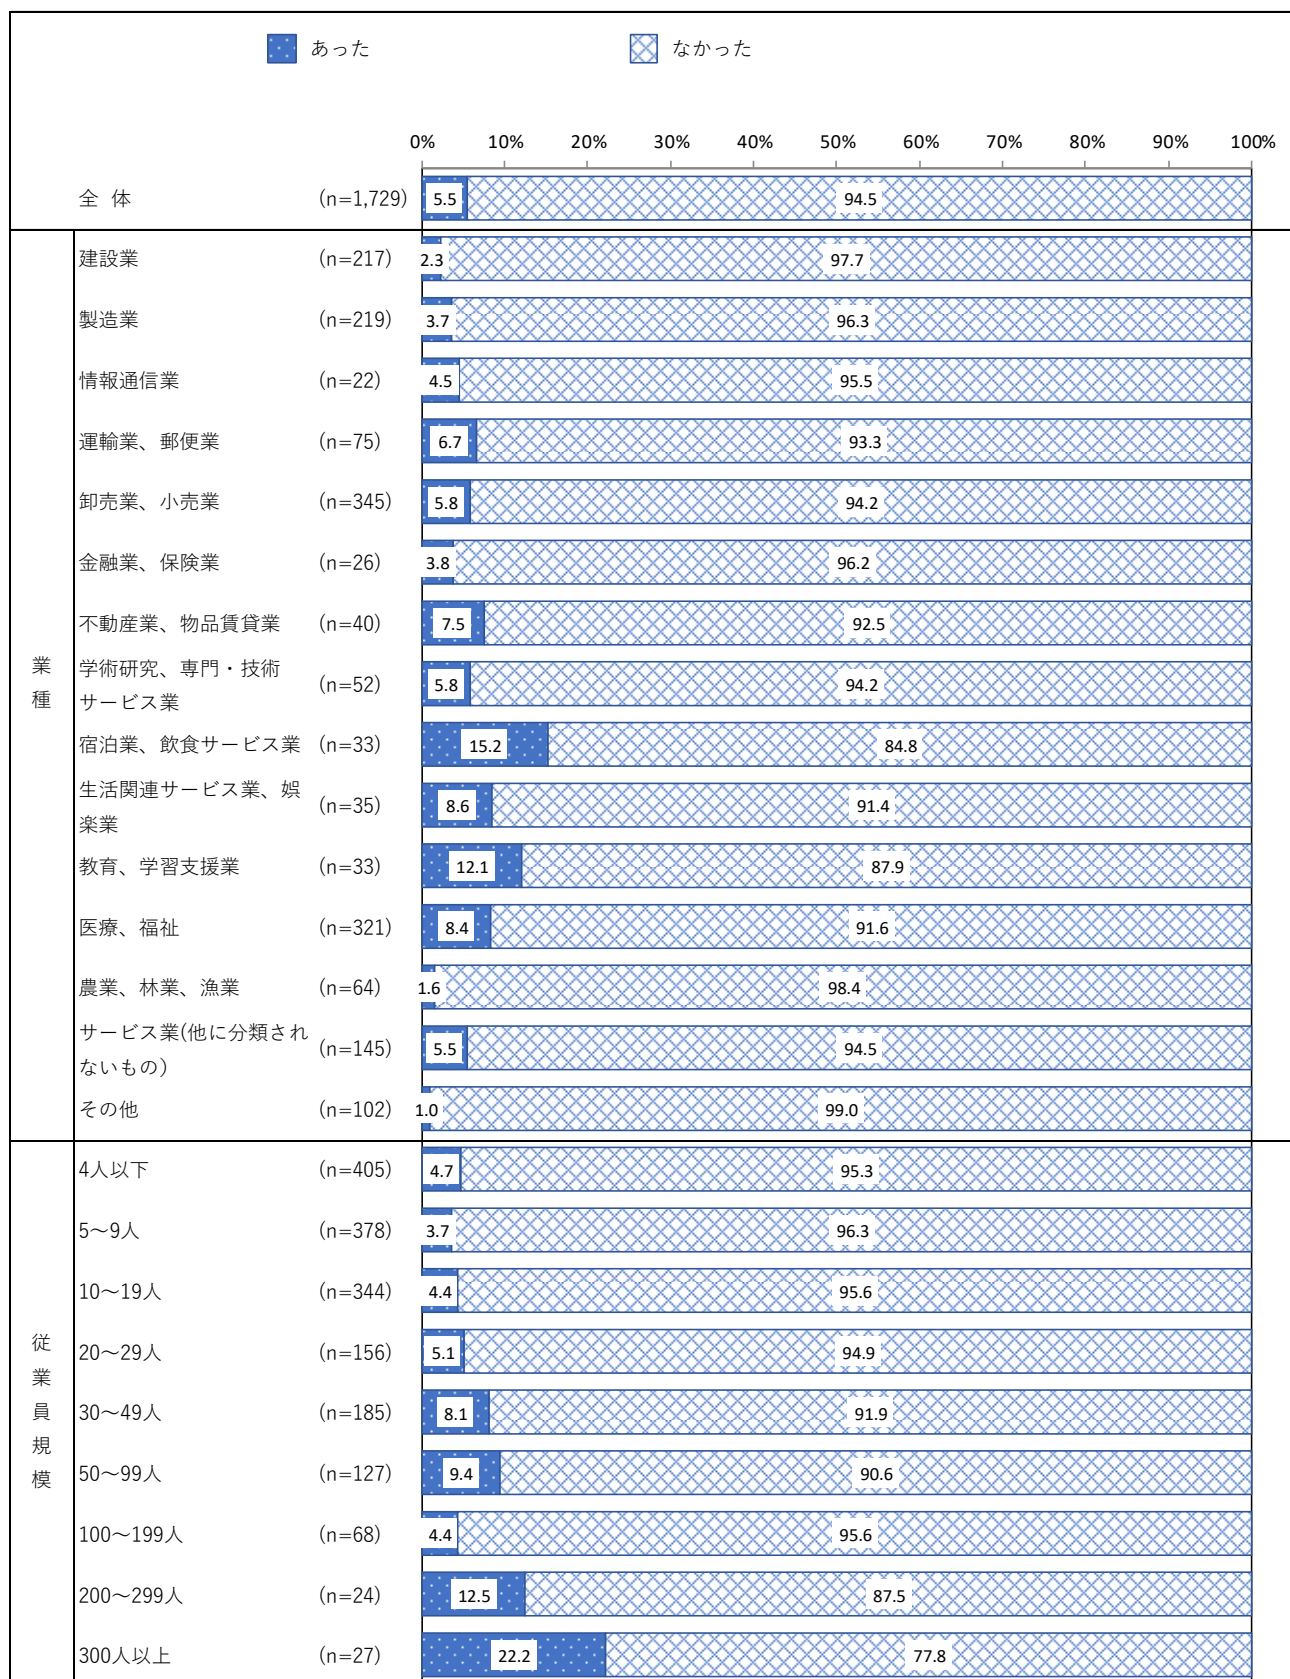 あった なかった
0% 10% 20% 30% 40% 50% 60% 70% 80% 90% 100%
全 体 (n=1,729) 5.5 94.5
業種
建設業 (n=217) 2.3 97.7
製造業 (n=219) 3.7 96.3
情報通信業 (n=22) 4.5 95.5
運輸業、郵便業 (n=75) 6.7 93.3
卸売業、小売業 (n=345) 5.8 94.2
金融業、保険業 (n=26) 3.8 96.2
不動産業、物品賃貸業 (n=40) 7.5 92.5
学術研究、専門・技術
サービス業 (n=52) 5.8 94.2
宿泊業、飲食サービス業 (n=33) 15.2 84.8
生活関連サービス業、娯
楽業 (n=35) 8.6 91.4
教育、学習支援業 (n=33) 12.1 87.9
医療、福祉 (n=321) 8.4 91.6
農業、林業、漁業 (n=64) 1.6 98.4
サービス業(他に分類され
ないもの) (n=145) 5.5 94.5
その他 (n=102) 1.0 99.0
従業員規模
4人以下 (n=405) 4.7 95.3
5〜9人 (n=378) 3.7 96.3
10〜19人 (n=344) 4.4 95.6
20〜29人 (n=156) 5.1 94.9
30〜49人 (n=185) 8.1 91.9
50〜99人 (n=127) 9.4 90.6
100〜199人 (n=68) 4.4 95.6
200〜299人 (n=24) 12.5 87.5
300人以上 (n=27) 22.2 77.8